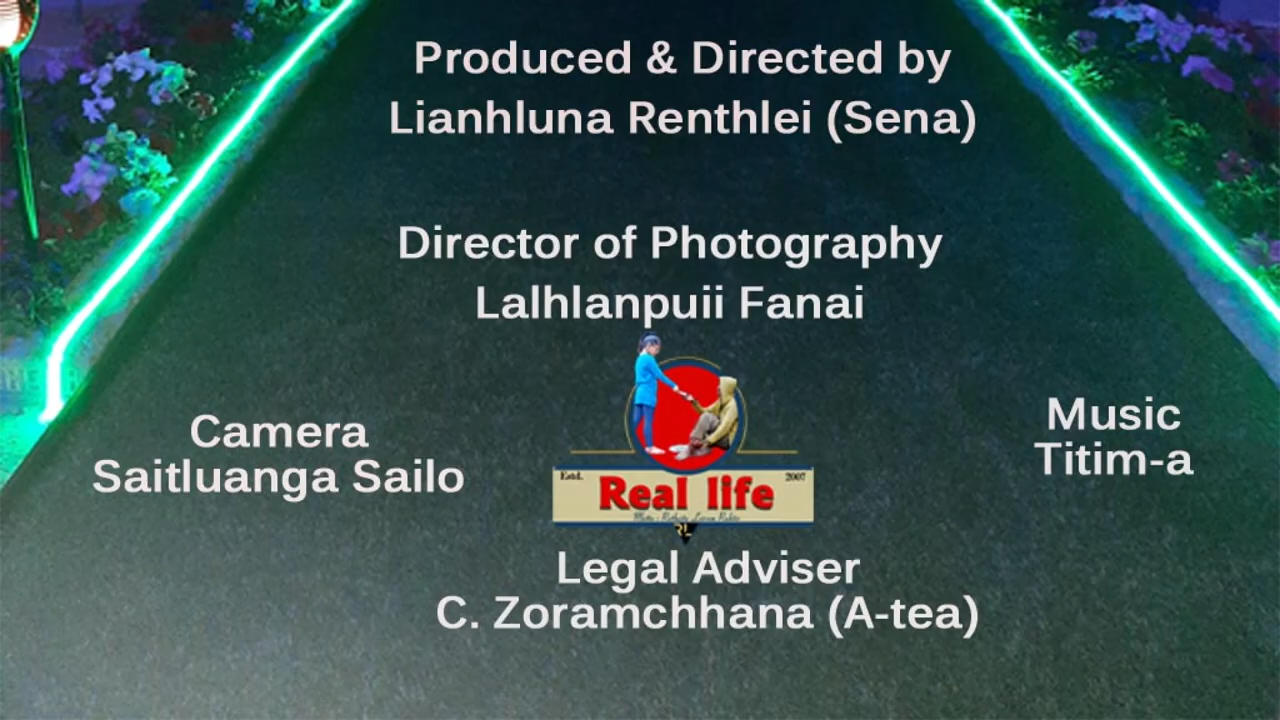 Produced & Directed by
Lianhluna Renthlei (Sena)
Director of Photography
Lalhlanpuii Fanai
Camera
Saitluanga Sailo
Music
Titim-a
Estd. 2007
Real life
RL
Legal Adviser
C. Zoramchhana (A-tea)